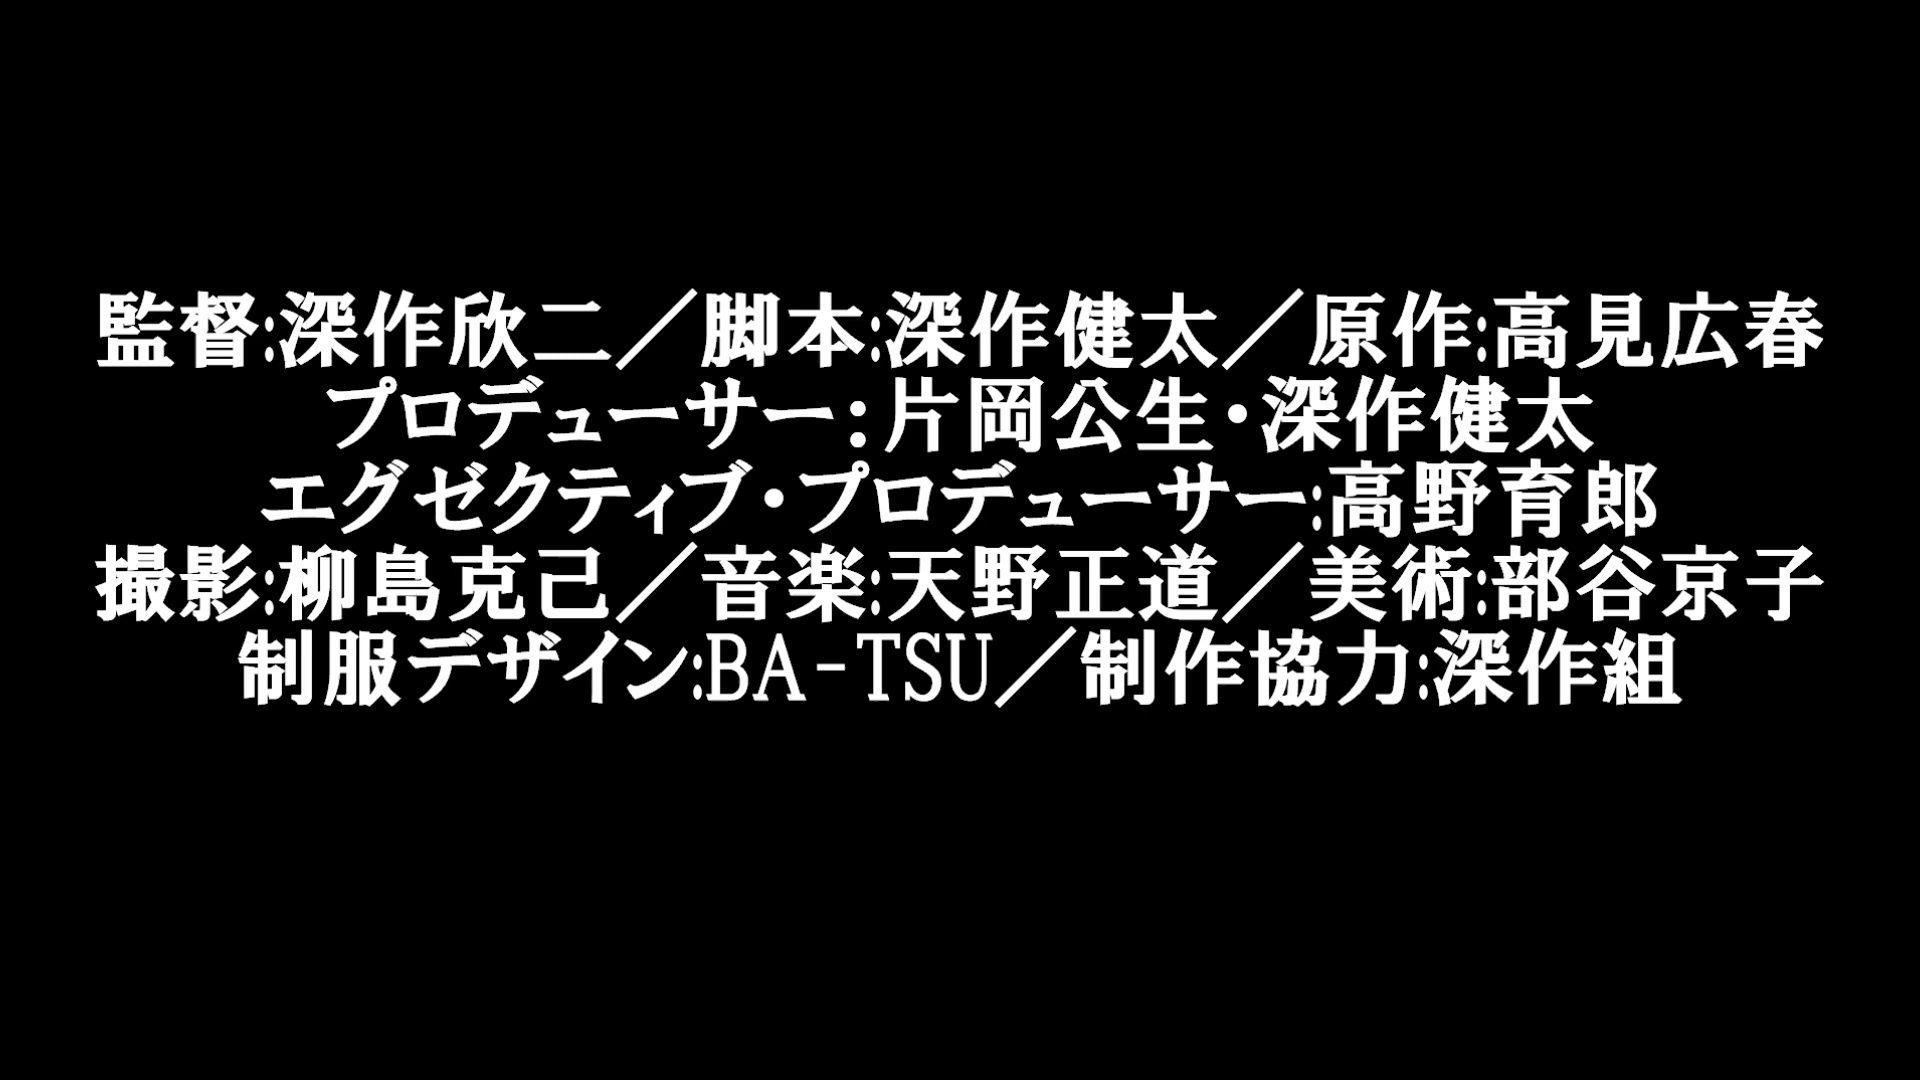 監督:深作欣二／脚本:深作健太／原作:高見広春
プロデューサー：片岡公生・深作健太
エグゼクティブ・プロデューサー:高野育郎
撮影:柳島克己／音楽:天野正道／美術:部谷京子
制服デザイン:BA-TSU／制作協力:深作組